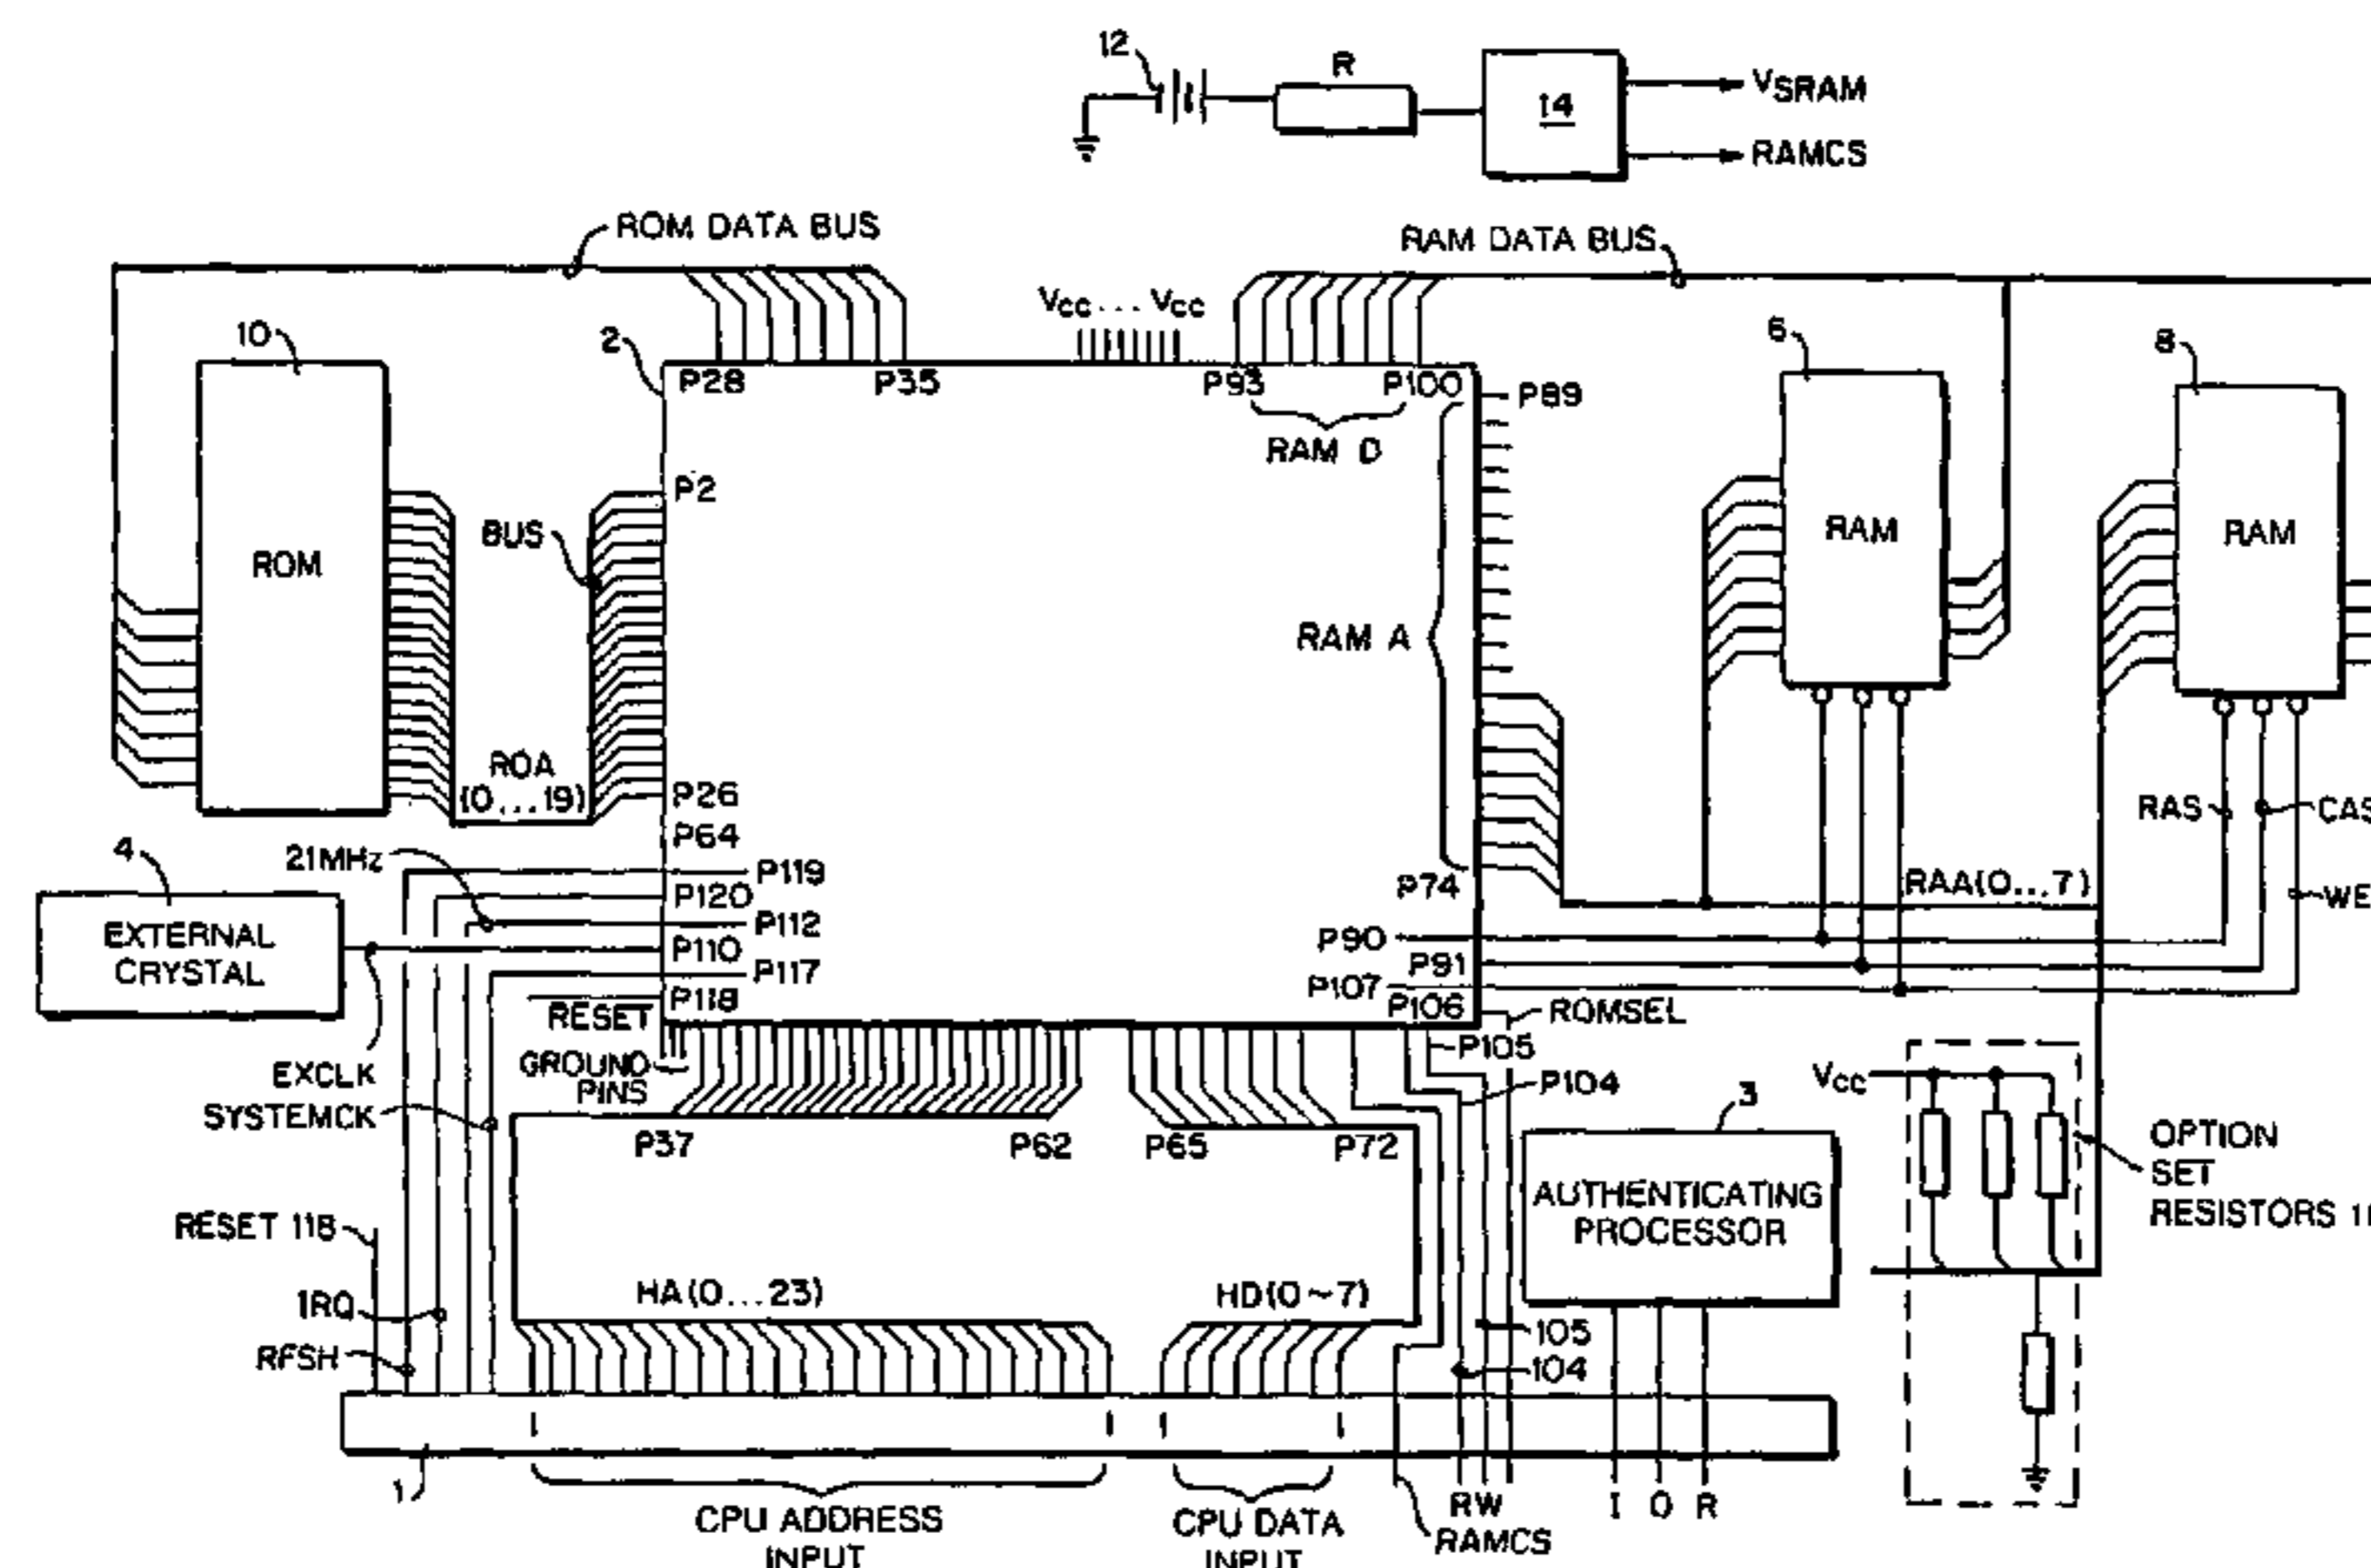 12
R
14
VSRAM
RAMCS
ROM DATA BUS
RAM DATA BUS
Vcc...Vcc
10
2
6
8
P28
P35
P93
P100
P89
RAM D
P2
BUS
ROM
RAM
RAM
RAM A
ROA
(0...19)
P26
P64
RAS
CAS
4
21MHz
P119
P74
RAA(0...7)
P120
WE
EXTERNAL
CRYSTAL
P112
P110
P90
P91
P117
P107
P118
P106
ROMSEL
RESET
GROUND
PINS
P105
EXCLK
P104
Vcc
SYSTEMCK
3
P37
P62
P65
P72
OPTION
SET
RESISTORS
AUTHENTICATING
PROCESSOR
RESET 118
HA(0...23)
HD(0~7)
IRQ
105
RFSH
104
1
CPU ADDRESS
INPUT
CPU DATA
INPUT
RW
RAMCS
I O R